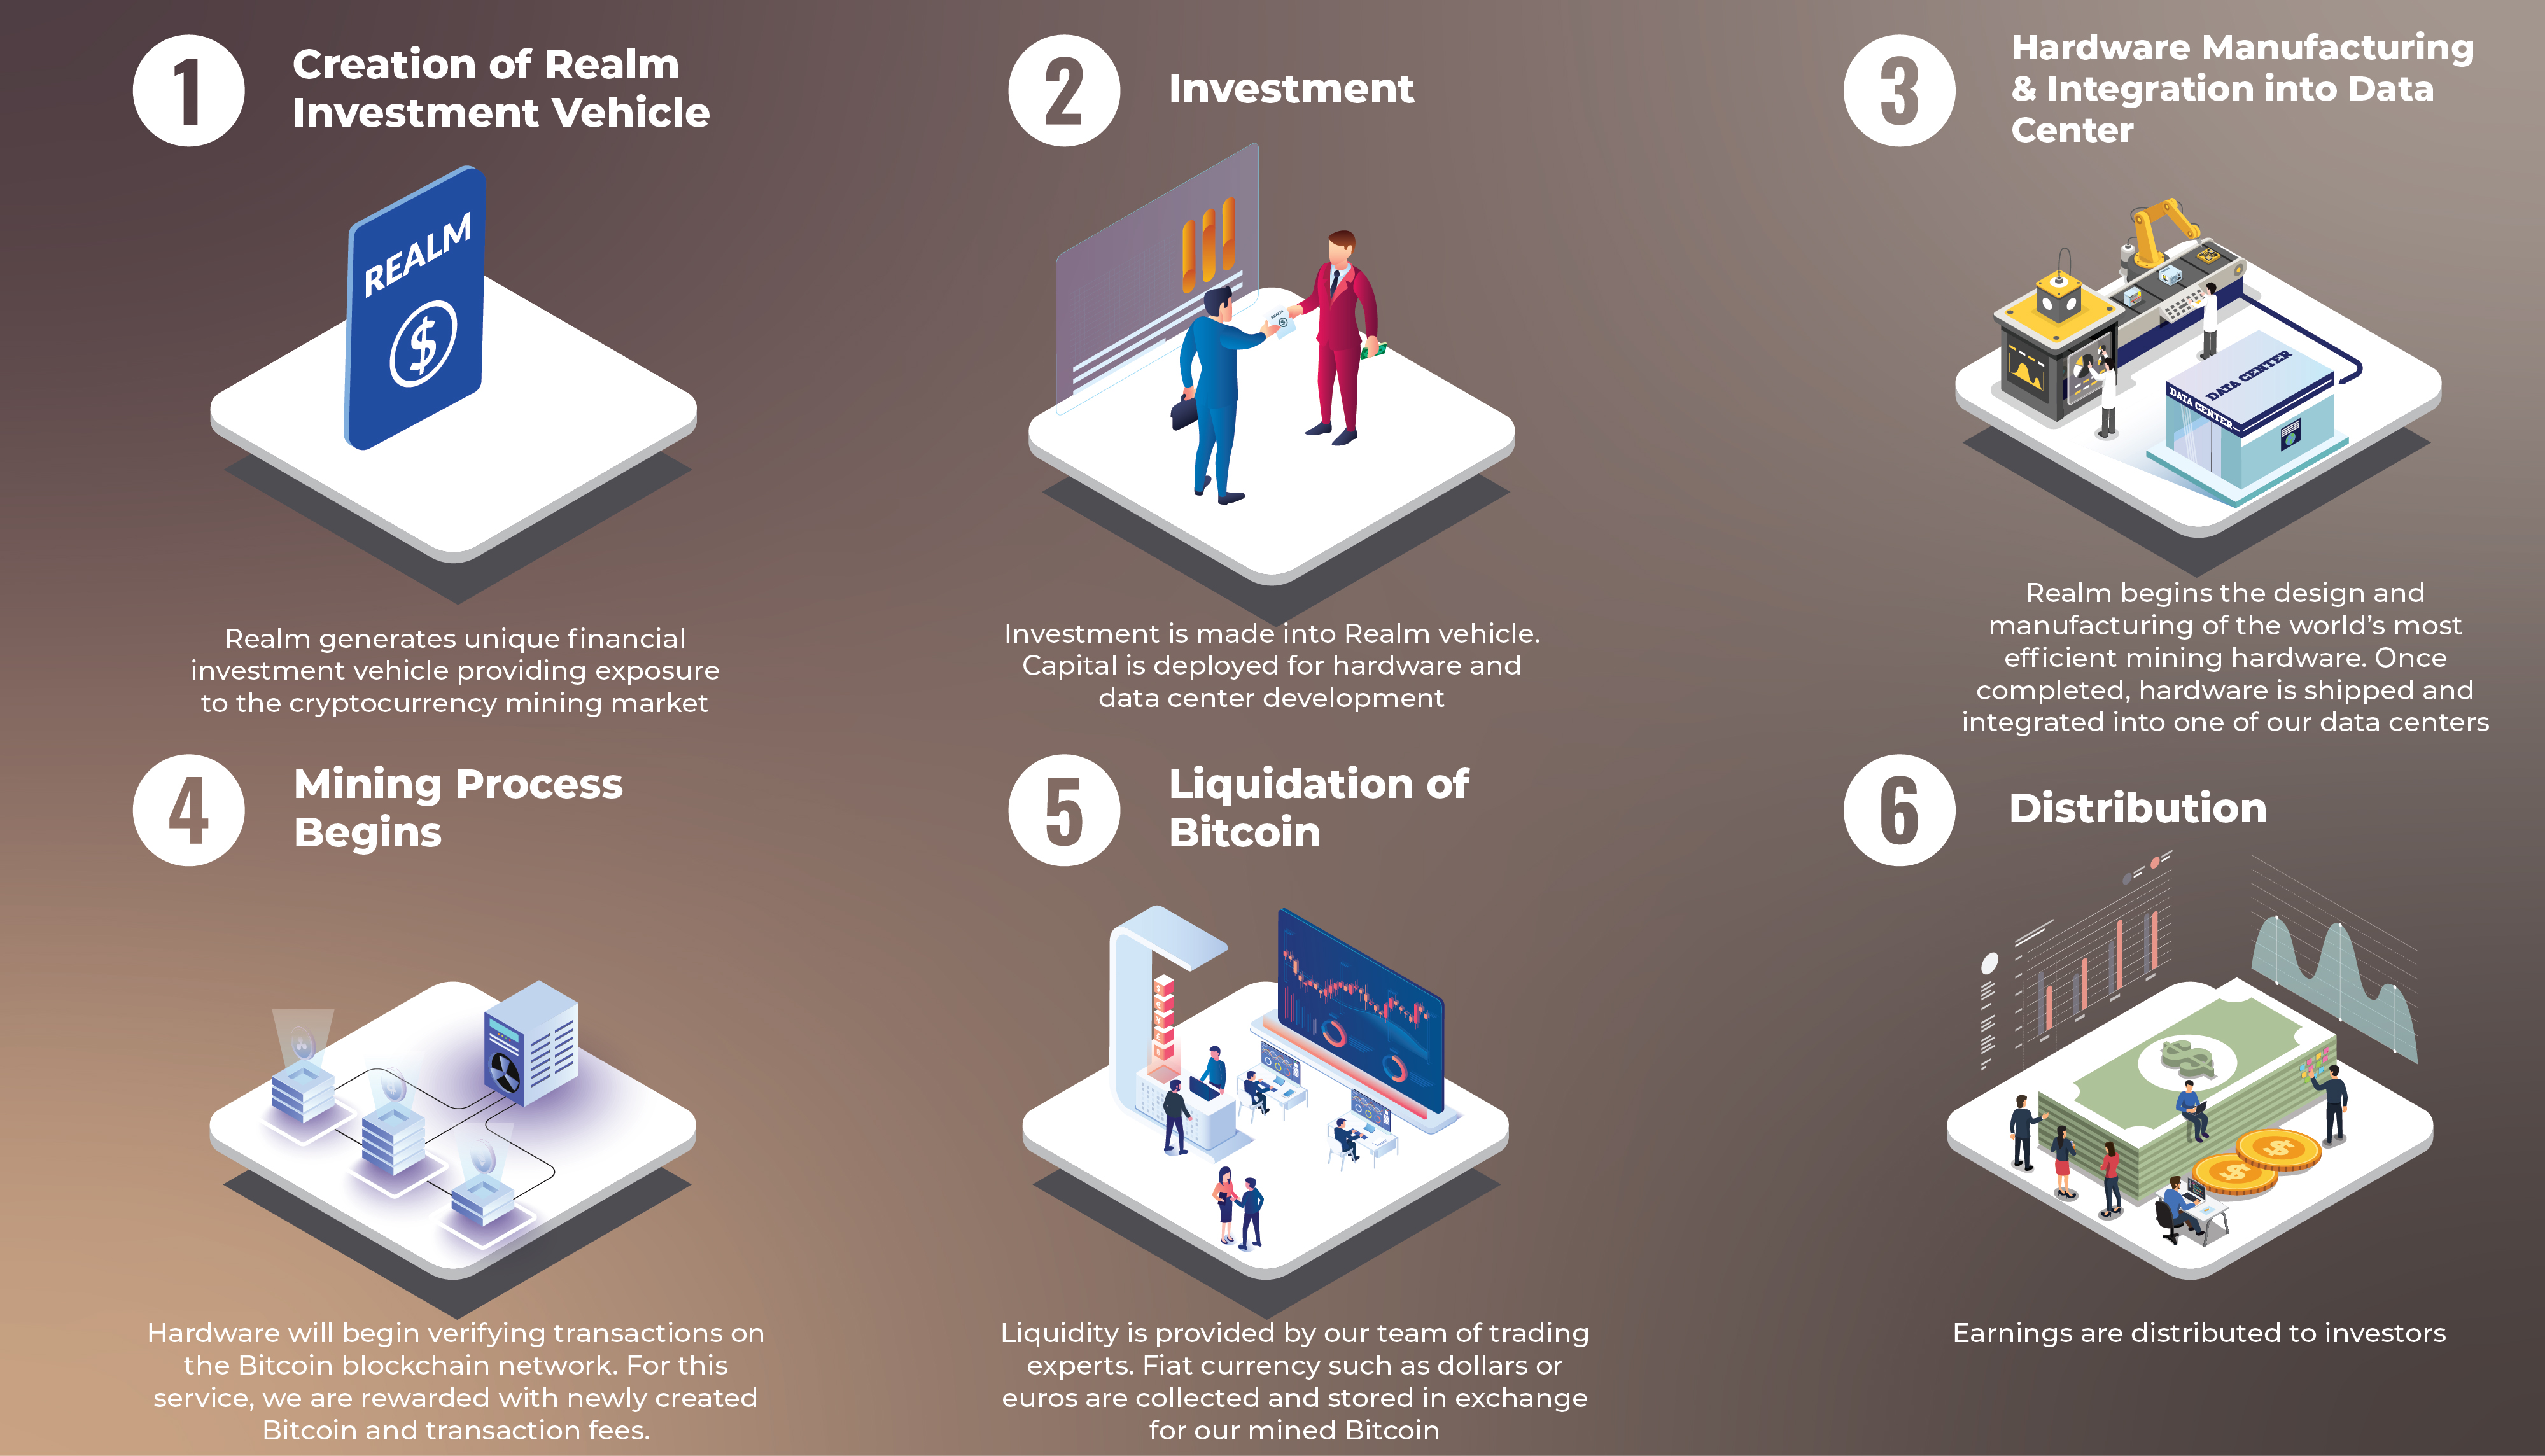 1
Creation of Realm
Investment Vehicle
REALM
$
Realm generates unique financial
investment vehicle providing exposure
to the cryptocurrency mining market
2
Investment
REALM
$
Investment is made into Realm vehicle.
Capital is deployed for hardware and
data center development
3
Hardware Manufacturing
& Integration into Data
Center
DATA CENTER
DATA CENTER
Realm begins the design and
manufacturing of the world’s most
efficient mining hardware. Once
completed, hardware is shipped and
integrated into one of our data centers
4
Mining Process
Begins
Hardware will begin verifying transactions on
the Bitcoin blockchain network. For this
service, we are rewarded with newly created
Bitcoin and transaction fees.
5
Liquidation of
Bitcoin
Liquidity is provided by our team of trading
experts. Fiat currency such as dollars or
euros are collected and stored in exchange
for our mined Bitcoin
6
Distribution
$
$
$
Earnings are distributed to investors